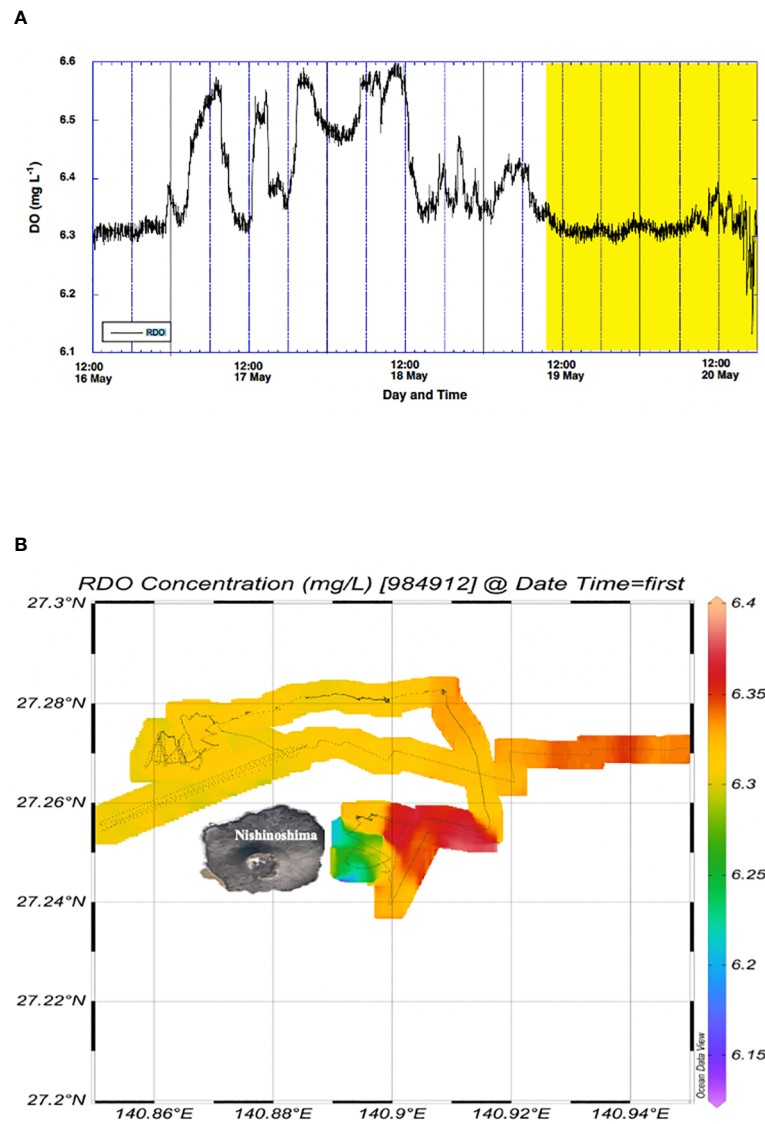 A
6.6
6.5
6.4
6.3
6.2
6.1
DO (mg L-1)
RDO
12:00 12:00 12:00 12:00 12:00
16 May 17 May 18 May 19 May 20 May
Day and Time
B
RDO Concentration (mg/L) [984912] @ Date Time=first
27.3°N
27.28°N
27.26°N
27.24°N
27.22°N
27.2°N
Nishinoshima
140.86°E 140.88°E 140.9°E 140.92°E 140.94°E
6.4
6.35
6.3
6.25
6.2
6.15
Ocean Data View